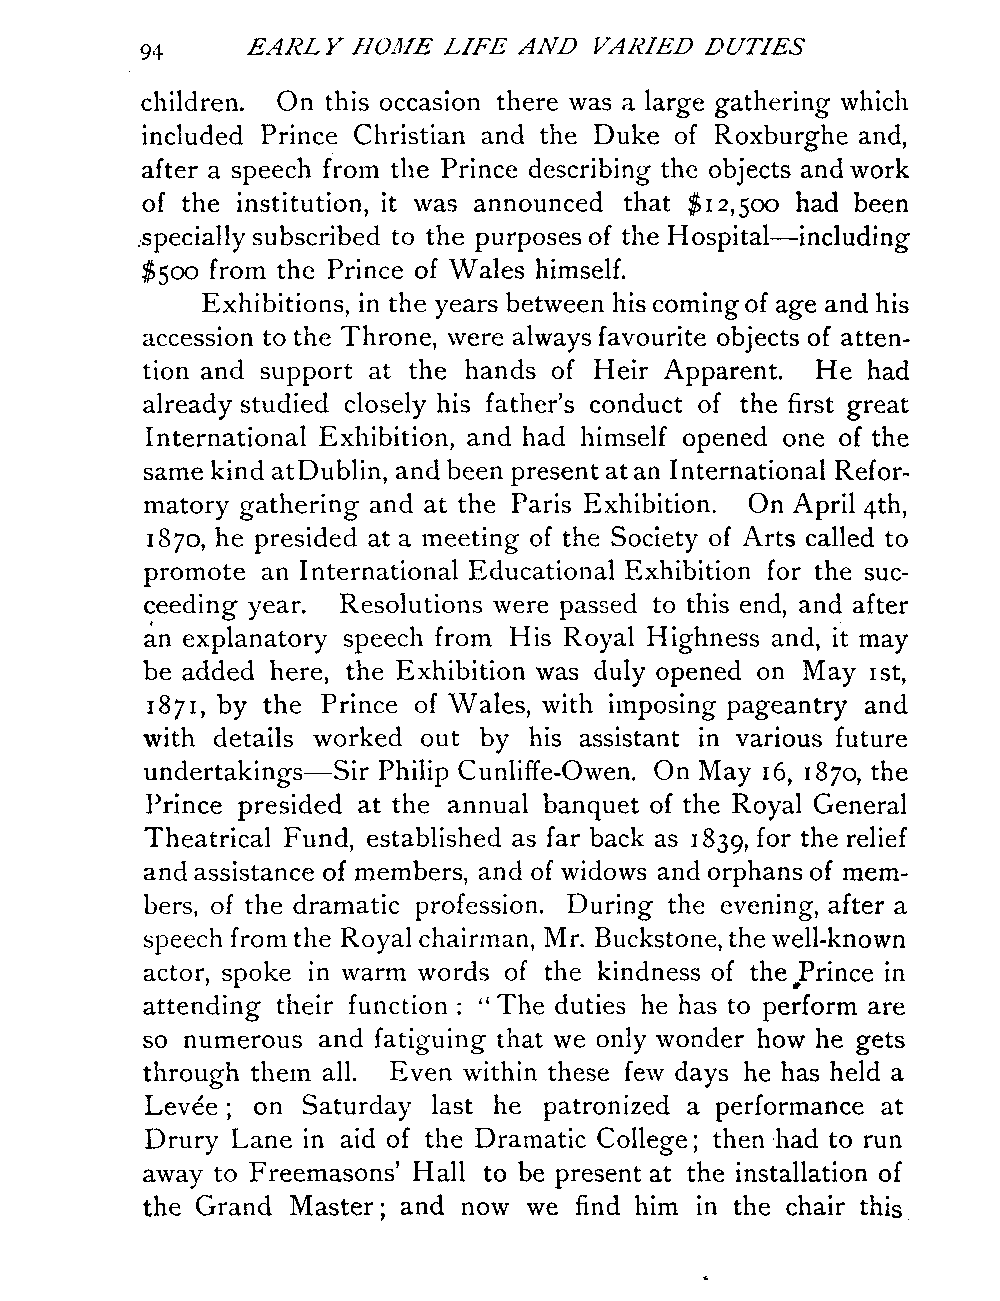 94 EARLY HOME LIFE AND VARIED DUTIES
children. On this occasion there was a large gathering which
included Prince Christian and the Duke of Roxburghe and,
after a speech from the Prince describing the objects and work
of the institution, it was announced that $12,500 had been
specially subscribed to the purposes of the Hospital—including
$500 from the Prince of Wales himself.
Exhibitions, in the years between his coming of age and his
accession to the Throne, were always favourite objects of atten-
tion and support at the hands of Heir Apparent. He had
already studied closely his father's conduct of the first great
International Exhibition, and had himself opened one of the
same kind at Dublin, and been present at an International Refor-
matory gathering and at the Paris Exhibition. On April 4th,
1870, he presided at a meeting of the Society of Arts called to
promote an International Educational Exhibition for the suc-
ceeding year. Resolutions were passed to this end, and after
an explanatory speech from His Royal Highness and, it may
be added here, the Exhibition was duly opened on May 1st,
1871, by the Prince of Wales, with imposing pageantry and
with details worked out by his assistant in various future
undertakings—Sir Philip Cunliffe-Owen. On May 16, 1870, the
Prince presided at the annual banquet of the Royal General
Theatrical Fund, established as far back as 1839, for the relief
and assistance of members, and of widows and orphans of mem-
bers, of the dramatic profession. During the evening, after a
speech from the Royal chairman, Mr. Buckstone, the well-known
actor, spoke in warm words of the kindness of the Prince in
attending their function : "The duties he has to perform are
so numerous and fatiguing that we only wonder how he gets
through them all. Even within these few days he has held a
Levée ; on Saturday last he patronized a performance at
Drury Lane in aid of the Dramatic College; then had to run
away to Freemasons' Hall to be present at the installation of
the Grand Master; and now we find him in the chair this